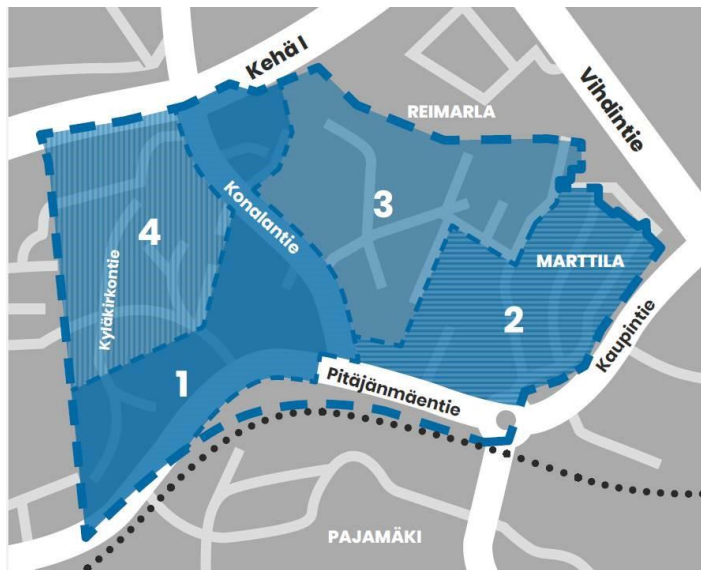 Kehä I
Vihdintie
REIMARLA
Konalantie
3
4
Kyläkirkontie
MARTTILA
2
Kaupintie
1
Pitäjänmäentie
PAJAMÄKI